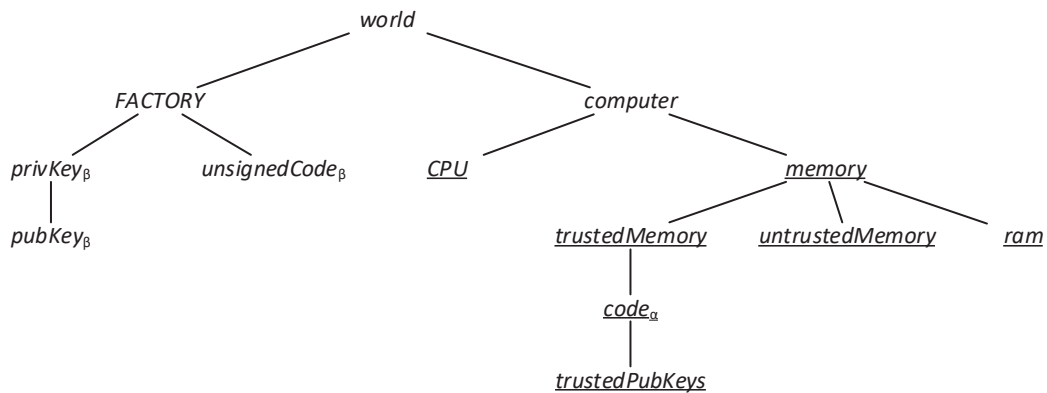 world
FACTORY computer
privKeyβ unsignedCodeβ CPU memory
pubKeyβ trustedMemory untrustedMemory ram
codeα
trustedPubKeys